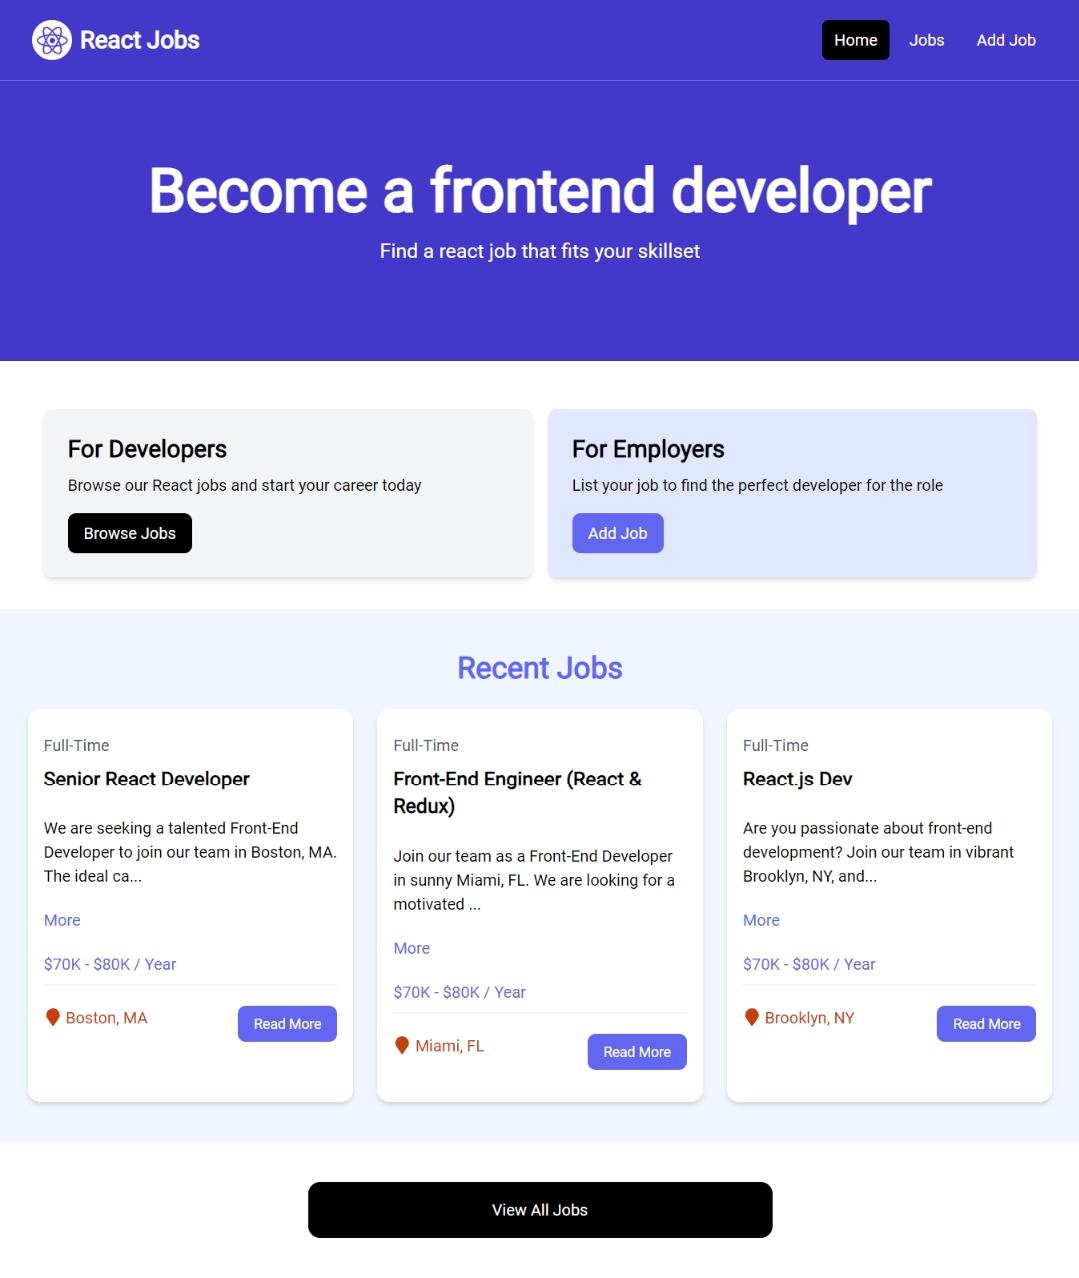 React Jobs
Home
Jobs
Add Job
Become a frontend developer
Find a react job that fits your skillset
For Developers
Browse our React jobs and start your career today
Browse Jobs
For Employers
List your job to find the perfect developer for the role
Add Job
Recent Jobs
Full-Time
Senior React Developer
We are seeking a talented Front-End
Developer to join our team in Boston, MA.
The ideal ca...
More
$70K - $80K / Year
Boston, MA
Read More
Full-Time
Front-End Engineer (React &
Redux)
Join our team as a Front-End Developer
in sunny Miami, FL. We are looking for a
motivated ...
More
$70K - $80K / Year
Miami, FL
Read More
Full-Time
React.js Dev
Are you passionate about front-end
development? Join our team in vibrant
Brooklyn, NY, and...
More
$70K - $80K / Year
Brooklyn, NY
Read More
View All Jobs